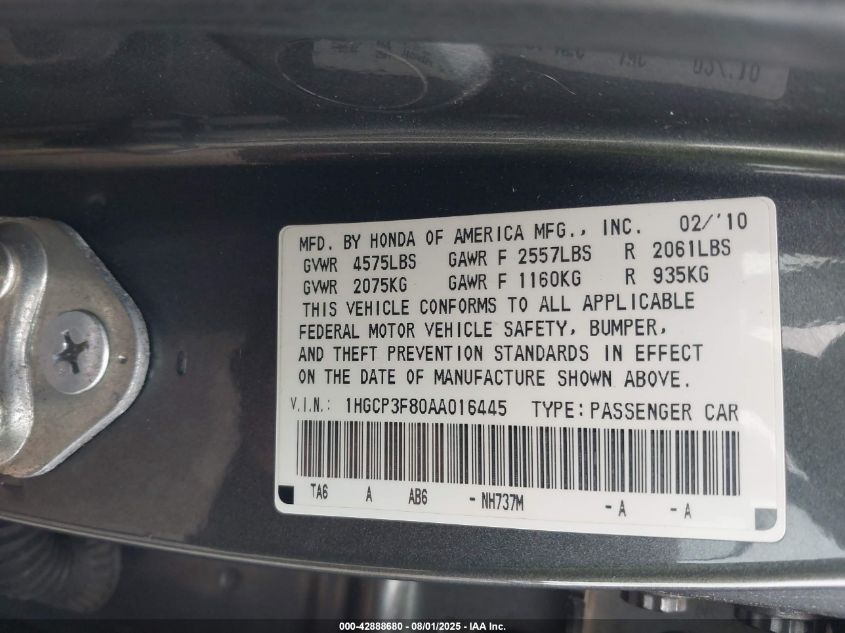 02/'10
MFD. BY HONDA OF AMERICA MFG., INC. 02/'10
GVWR 4575LBS GAWR F 2557LBS R 2061LBS
GVWR 2075KG GAWR F 1160KG R 935KG
THIS VEHICLE CONFORMS TO ALL APPLICABLE
FEDERAL MOTOR VEHICLE SAFETY, BUMPER,
AND THEFT PREVENTION STANDARDS IN EFFECT
ON THE DATE OF MANUFACTURE SHOWN ABOVE.
V.I.N.: 1HGCP3F80AA016445 TYPE:PASSENGER CAR
TA6 A AB6 - NH737M - A - A
000-42888680 - 08/01/2025 - IAA Inc.